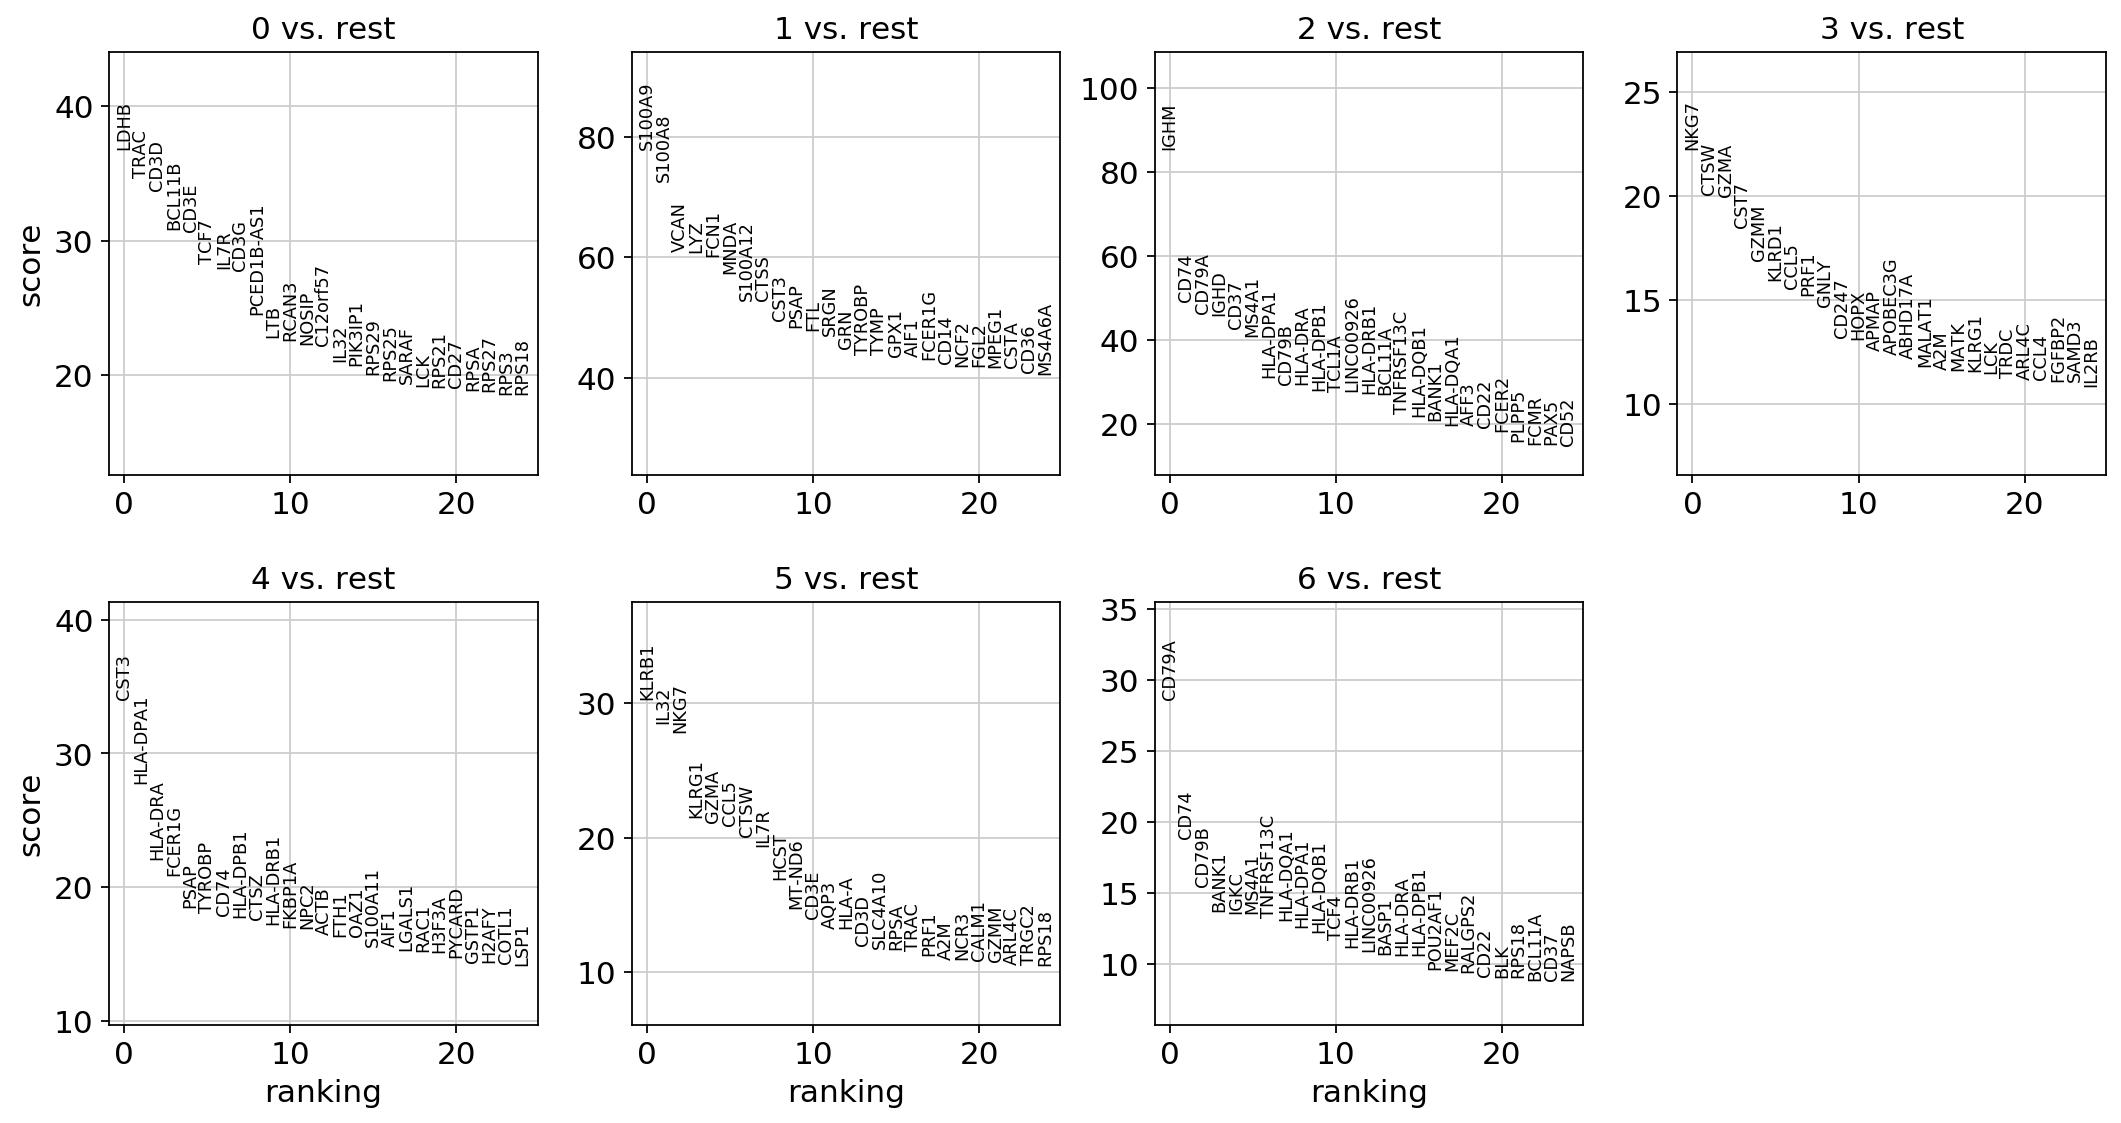 0 vs. rest
1 vs. rest
2 vs. rest
3 vs. rest
score
40
30
20
LDHB
TRAC
CD3D
BCL11B
CD3E
TCF7
IL7R
CD3G
PCED1B-AS1
LTB
RCAN3
NOSIP
C12orf57
IL32
PIK3IP1
RPS29
RPS25
SARAF
LCK
RPS21
CD27
RPSA
RPS27
RPS3
RPS18
0
10
20
80
60
40
S100A9
S100A8
VCAN
LYZ
FCN1
MNDA
S100A12
CTSS
CST3
PSAP
FTL
SRGN
GRN
TYROBP
TYMP
GPX1
AIF1
FCER1G
CD14
NCF2
FGL2
MPEG1
CSTA
CD36
MS4A6A
0
10
20
100
80
60
40
20
IGHM
CD74
CD79A
IGHD
CD37
MS4A1
HLA-DPA1
CD79B
HLA-DRA
HLA-DPB1
TCL1A
LINC00926
HLA-DRB1
BCL11A
TNFRSF13C
HLA-DQB1
BANK1
HLA-DQA1
AFF3
CD22
FCER2
PLPP5
FCMR
PAX5
CD52
0
10
20
25
20
15
10
NKG7
CTSW
GZMA
CST7
GZMM
KLRD1
CCL5
PRF1
GNLY
CD247
HOPX
APMAP
APOBEC3G
ABHD17A
MALAT1
A2M
MATK
KLRG1
LCK
TRDC
ARL4C
CCL4
FGFBP2
SAMD3
IL2RB
0
10
20
4 vs. rest
5 vs. rest
6 vs. rest
score
40
30
20
10
CST3
HLA-DPA1
HLA-DRA
FCER1G
PSAP
TYROBP
CD74
HLA-DPB1
CTSZ
HLA-DRB1
FKBP1A
NPC2
ACTB
FTH1
OAZ1
S100A11
AIF1
LGALS1
RAC1
H3F3A
PYCARD
GSTP1
H2AFY
COTL1
LSP1
0
10
20
ranking
30
20
10
KLRB1
IL32
NKG7
KLRG1
GZMA
CCL5
CTSW
IL7R
HCST
MT-ND6
CD3E
AQP3
HLA-A
CD3D
SLC4A10
RPSA
TRAC
PRF1
A2M
NCR3
CALM1
GZMM
ARL4C
TRGC2
RPS18
0
10
20
ranking
35
30
25
20
15
10
CD79A
CD74
CD79B
BANK1
IGKC
MS4A1
TNFRSF13C
HLA-DQA1
HLA-DPA1
HLA-DQB1
TCF4
HLA-DRB1
LINC00926
BASP1
HLA-DRA
HLA-DPB1
POU2AF1
MEF2C
RALGPS2
CD22
BLK
RPS18
BCL11A
CD37
NAPSB
0
10
20
ranking